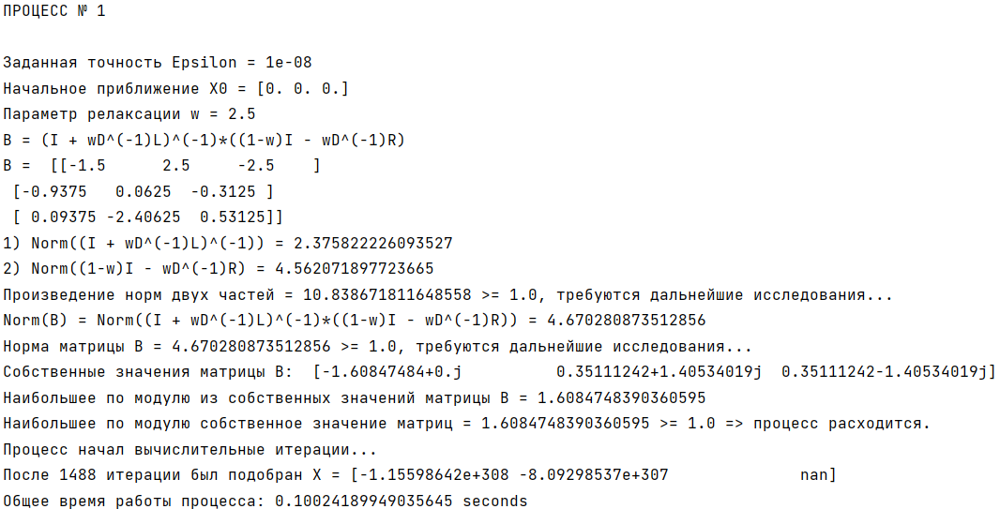 ПРОЦЕСС № 1
Заданная точность Epsilon = 1e-08
Начальное приближение X0 = [0. 0. 0.]
Параметр релаксации w = 2.5
B = (I + wD^(-1)L)^(-1)*((1-w)I - wD^(-1)R)
B =  [[-1.5      2.5     -2.5    ]
 [-0.9375   0.0625  -0.3125 ]
 [ 0.09375 -2.40625  0.53125]]
1) Norm((I + wD^(-1)L)^(-1)) = 2.375822226093527
2) Norm((1-w)I - wD^(-1)R) = 4.562071897723665
Произведение норм двух частей = 10.838671811648558 >= 1.0, требуются дальнейшие исследования...
Norm(B) = Norm((I + wD^(-1)L)^(-1)*((1-w)I - wD^(-1)R)) = 4.670280873512856
Норма матрицы B = 4.670280873512856 >= 1.0, требуются дальнейшие исследования...
Собственные значения матрицы B:  [-1.60847484+0.j          0.35111242+1.40534019j  0.35111242-1.40534019j]
Наибольшее по модулю из собственных значений матрицы B = 1.6084748390360595
Наибольшее по модулю собственное значение матриц = 1.6084748390360595 >= 1.0 => процесс расходится.
Процесс начал вычислительные итерации...
После 1488 итерации был подобран X = [-1.15598642e+308 -8.09298537e+307              nan]
Общее время работы процесса: 0.10024189949035645 seconds